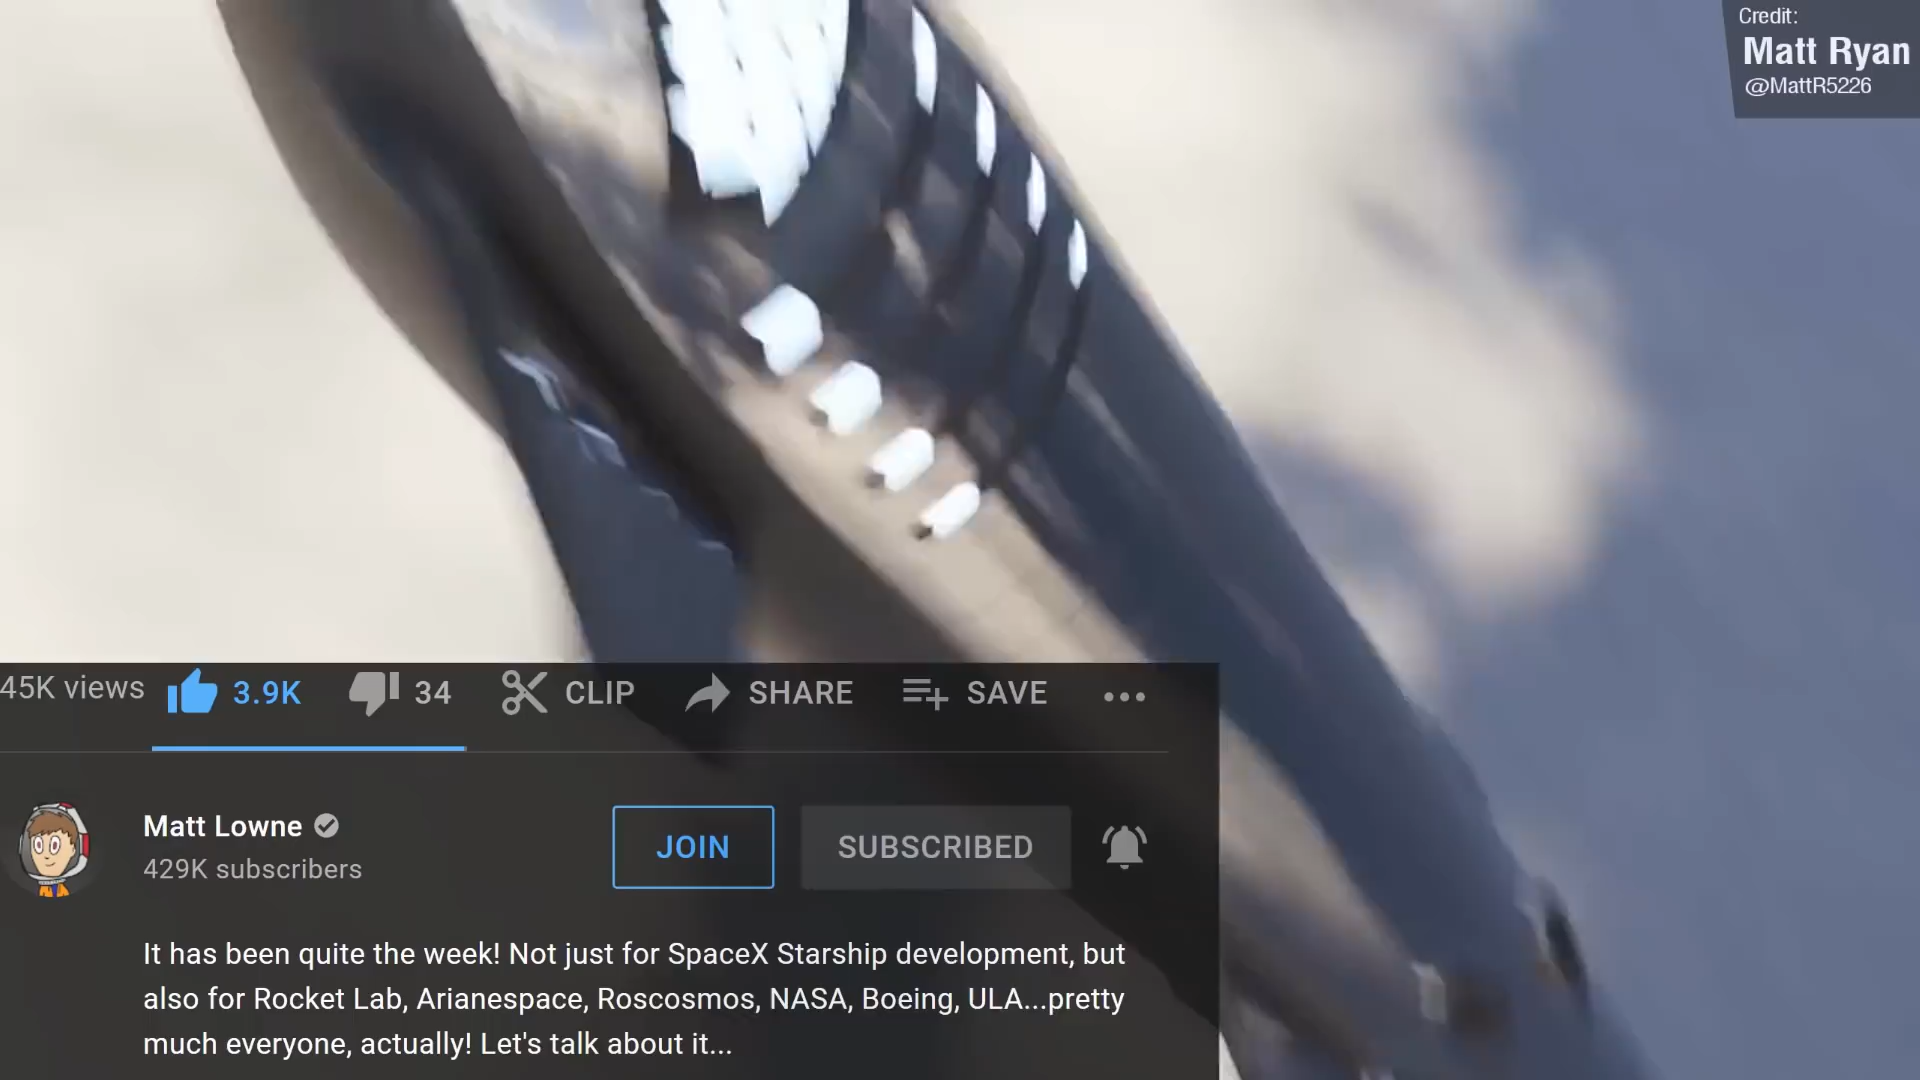 Credit:
Matt Ryan
@MattR5226
45K views 3.9K 34 CLIP SHARE SAVE
Matt Lowne
429K subscribers
JOIN
SUBSCRIBED
It has been quite the week! Not just for SpaceX Starship development, but
also for Rocket Lab, Arianespace, Roscosmos, NASA, Boeing, ULA...pretty
much everyone, actually! Let's talk about it...